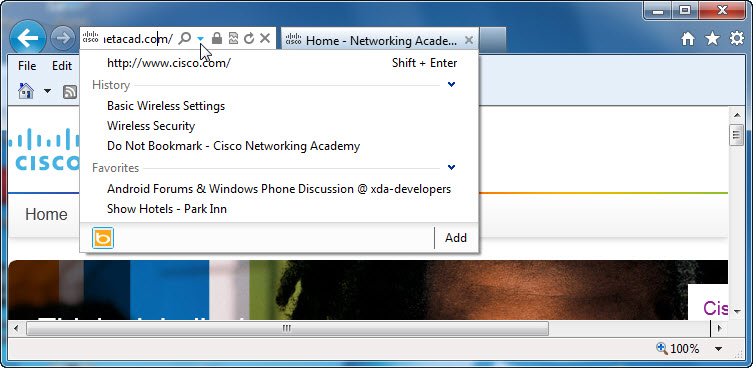 cisco etacad.com/ Home - Networking Acade...
http://www.cisco.com/ Shift + Enter
File Edit
History
Basic Wireless Settings
Wireless Security
Do Not Bookmark - Cisco Networking Academy
CISCO
Favorites
Android Forums & Windows Phone Discussion @ xda-developers
Show Hotels - Park Inn
Home
Add
Cis
100%